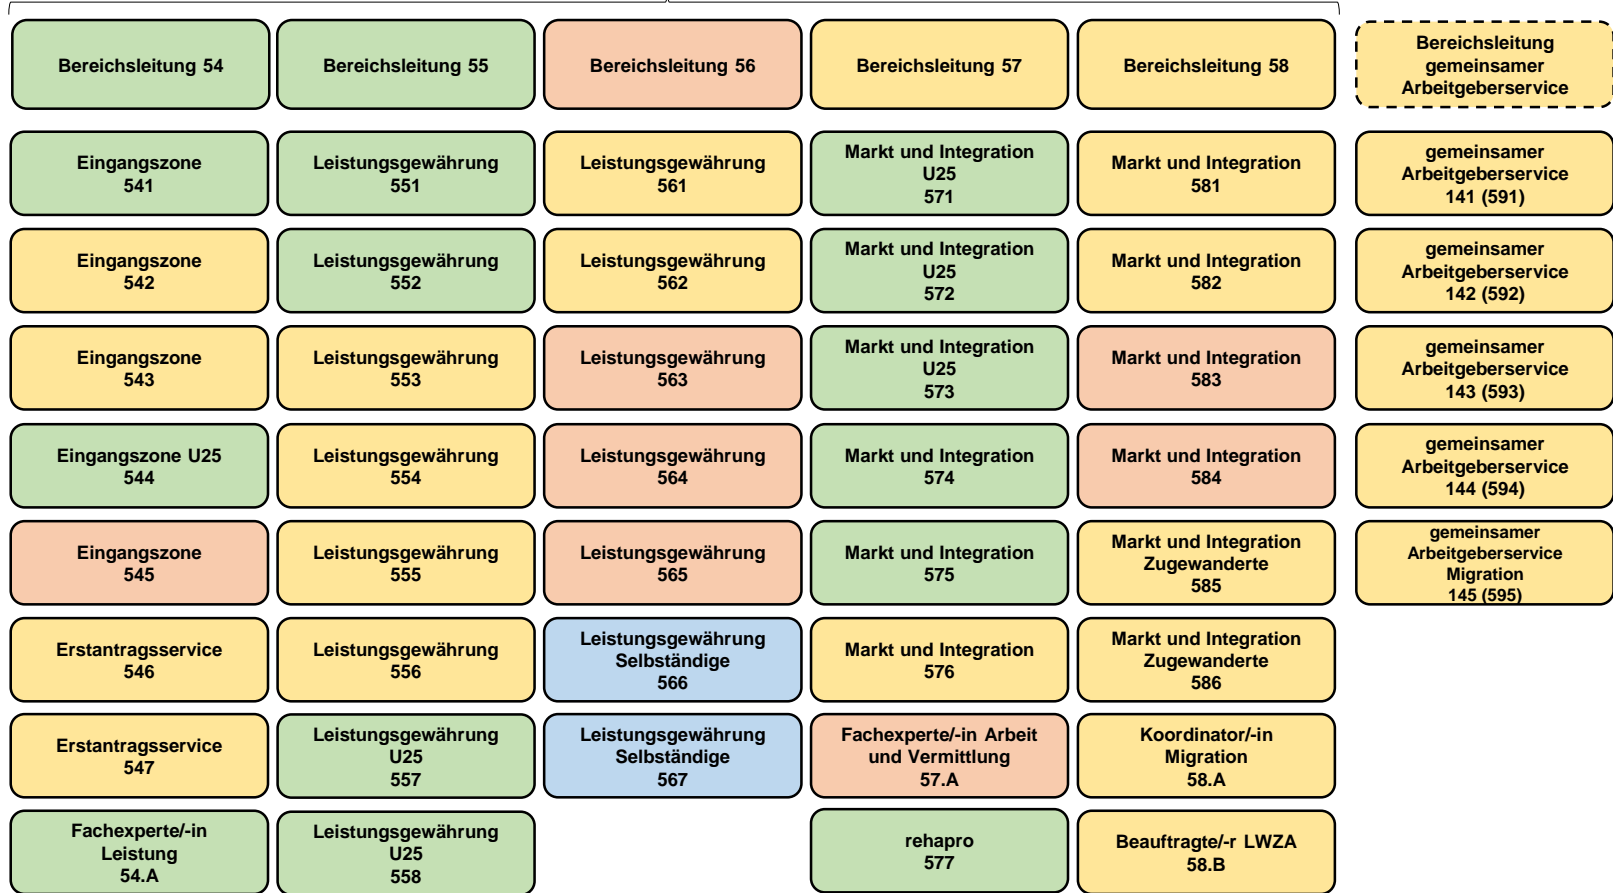 Bereichsleitung 54
Bereichsleitung 55
Bereichsleitung 56
Bereichsleitung 57
Bereichsleitung 58
Bereichsleitung
gemeinsamer
Arbeitgeberservice
Eingangszone
541
Leistungsgewährung
551
Leistungsgewährung
561
Markt und Integration
U25
571
Markt und Integration
581
gemeinsamer
Arbeitgeberservice
141 (591)
Eingangszone
542
Leistungsgewährung
552
Leistungsgewährung
562
Markt und Integration
U25
572
Markt und Integration
582
gemeinsamer
Arbeitgeberservice
142 (592)
Eingangszone
543
Leistungsgewährung
553
Leistungsgewährung
563
Markt und Integration
U25
573
Markt und Integration
583
gemeinsamer
Arbeitgeberservice
143 (593)
Eingangszone U25
544
Leistungsgewährung
554
Leistungsgewährung
564
Markt und Integration
574
Markt und Integration
584
gemeinsamer
Arbeitgeberservice
144 (594)
Eingangszone
545
Leistungsgewährung
555
Leistungsgewährung
565
Markt und Integration
575
Markt und Integration
Zugewanderte
585
gemeinsamer
Arbeitgeberservice
Migration
145 (595)
Erstantragsservice
546
Leistungsgewährung
556
Leistungsgewährung
Selbständige
566
Markt und Integration
576
Markt und Integration
Zugewanderte
586
Erstantragsservice
547
Leistungsgewährung
U25
557
Leistungsgewährung
Selbständige
567
Fachexperte/-in Arbeit
und Vermittlung
57.A
Koordinator/-in
Migration
58.A
Fachexperte/-in
Leistung
54.A
Leistungsgewährung
U25
558
rehapro
577
Beauftragte/-r LWZA
58.B